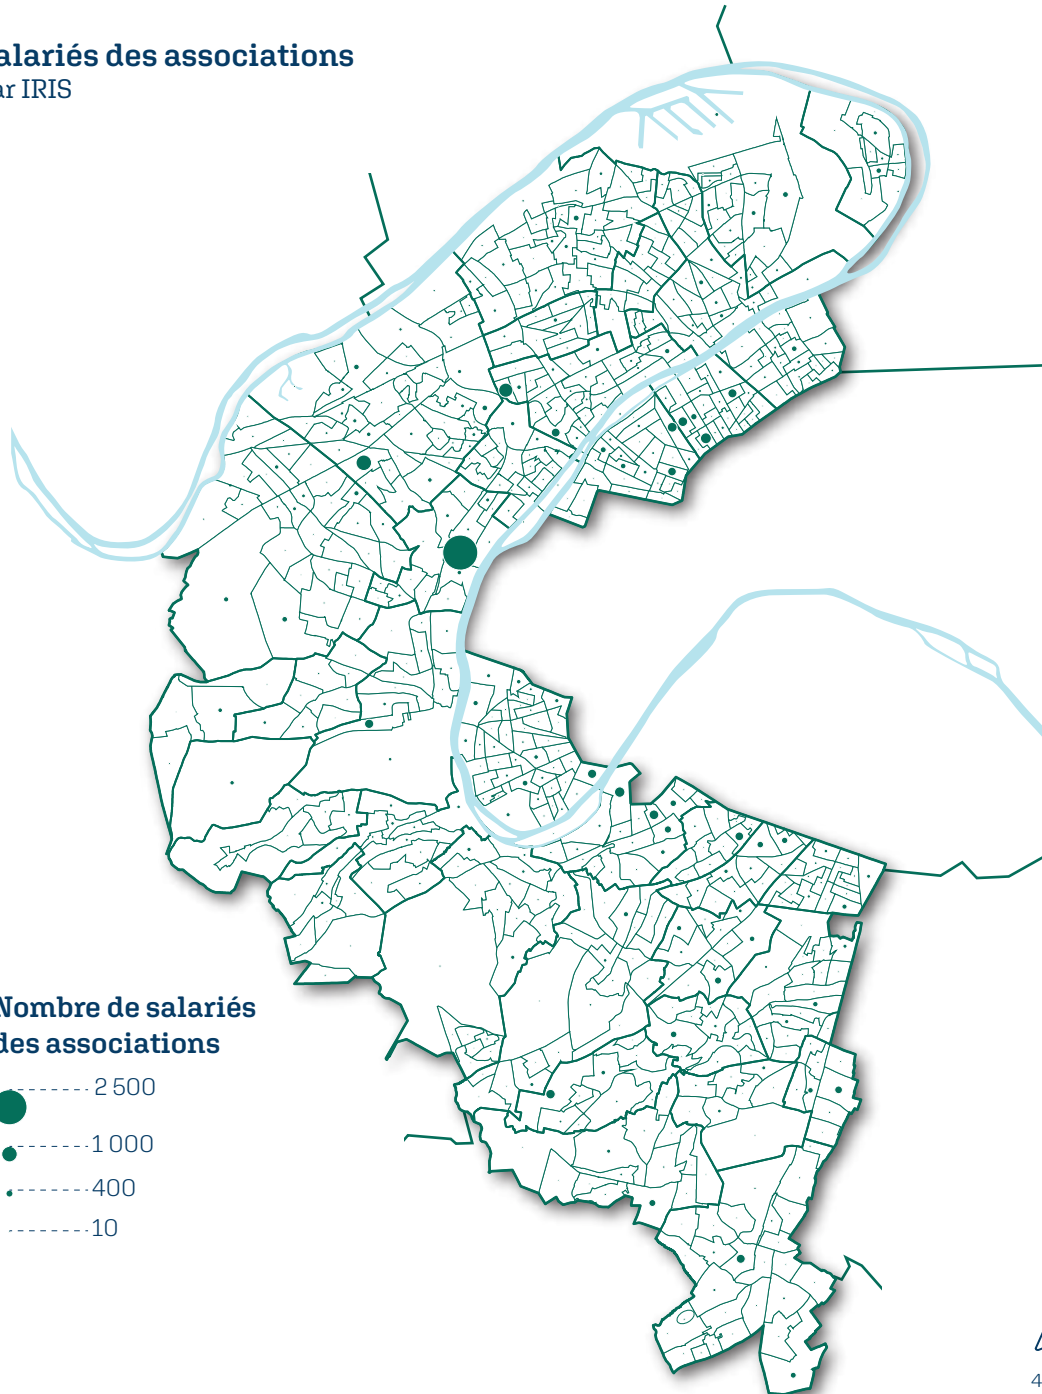 alariés des associations
ar IRIS
Nombre de salariés
des associations
2 500
1 000
400
10
4